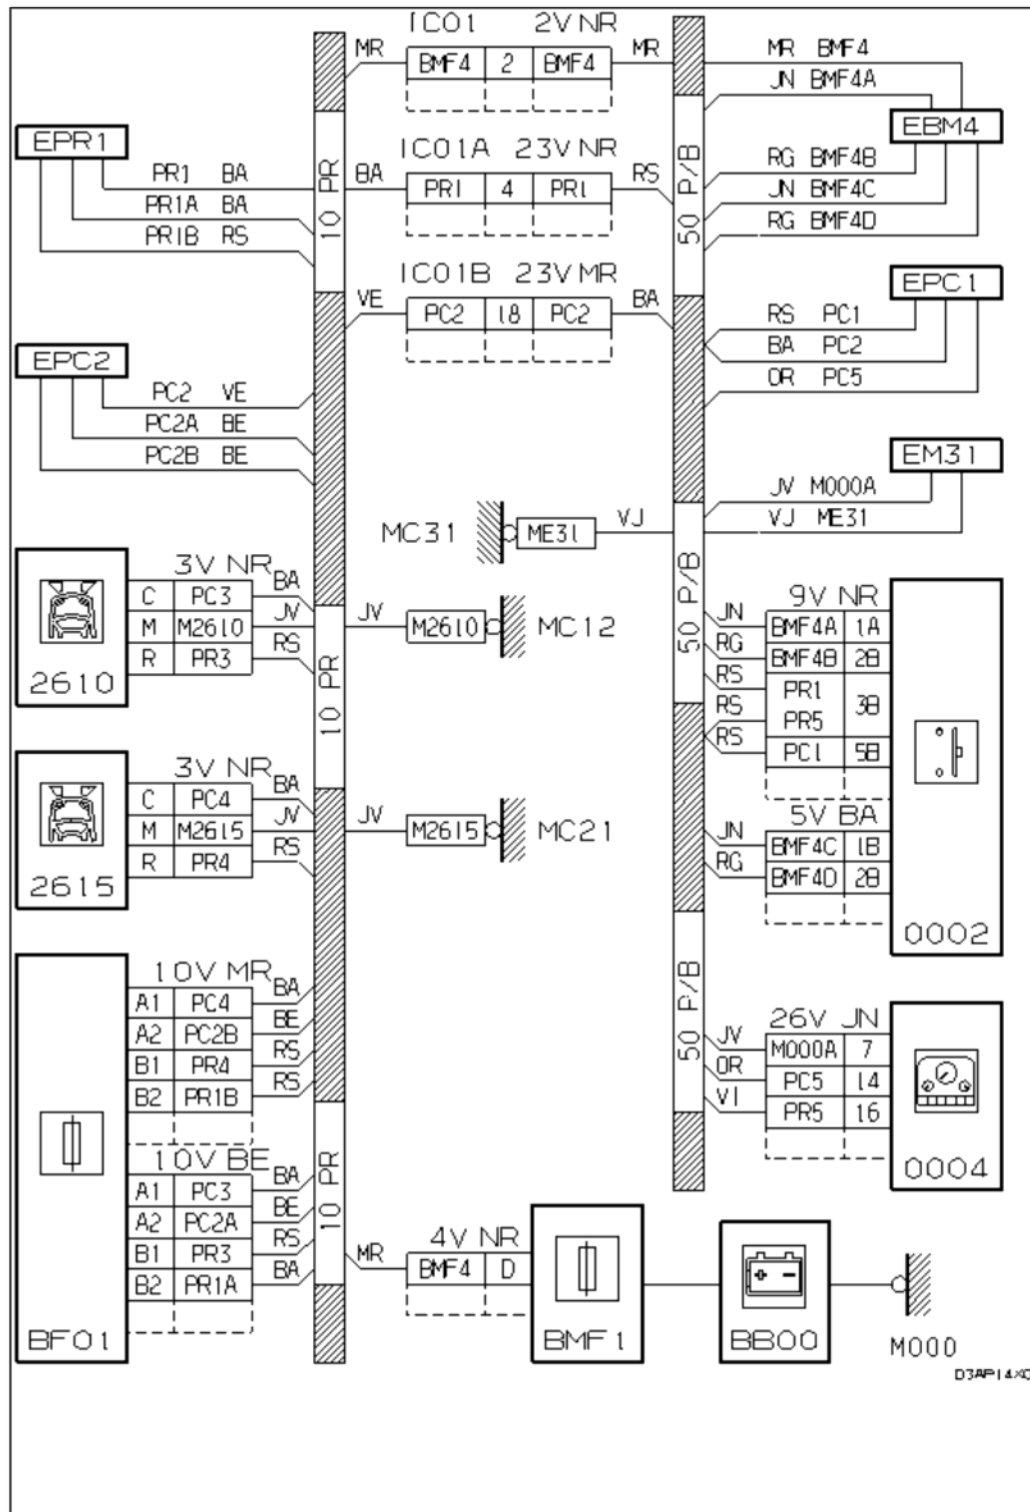 IC01 2V NR
MR BMF4 2 BMF4 MR
MR BMF4
JN BMF4A
EBM4
RG BMF4B
JN BMF4C
RG BMF4D
EPR1
PR1 BA
PR1A BA
PR1B RS
10 PR
IC01A 23V NR
BA PR1 4 PR1 RS
50 P/B
IC01B 23V MR
VE PC2 18 PC2 BA
EPC1
RS PC1
BA PC2
OR PC5
EPC2
PC2 VE
PC2A BE
PC2B BE
EM31
JV M000A
VJ ME31
MC31 ME31 VJ
50 P/B
3V NR
C PC3 BA
M M2610 JV
R PR3 RS
2610
JV M2610 MC12
10 PR
9V NR
JN BMF4A 1A
RG BMF4B 2B
RS PR1 3B
RS PR5
RS PC1 5B
5V BA
JN BMF4C 1B
RG BMF4D 2B
0002
3V NR
C PC4 BA
M M2615 JV
R PR4 RS
2615
JV M2615 MC21
10V MR
A1 PC4 BA
A2 PC2B BE
B1 PR4 RS
B2 PR1B RS
10V BE
A1 PC3 BA
A2 PC2A BE
B1 PR3 RS
B2 PR1A BA
BF01
10 PR
50 P/B
26V JN
JV M000A 7
OR PC5 14
VI PR5 16
0004
4V NR
MR BMF4 D
BMF1
BB00
M000
D3AP14X0